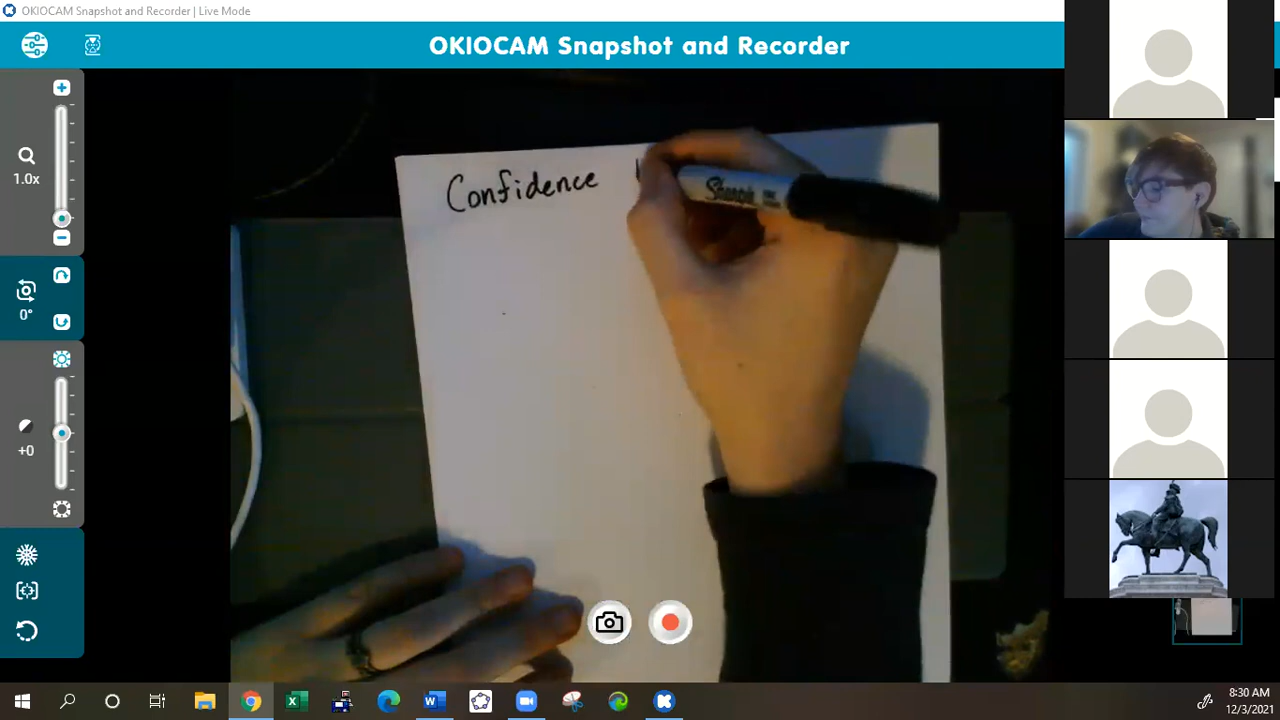 OKIOCAM Snapshot and Recorder | Live Mode
OKIOCAM Snapshot and Recorder
1.0x
0°
+0
Confidence
Sharpie
8:30 AM
12/3/2021